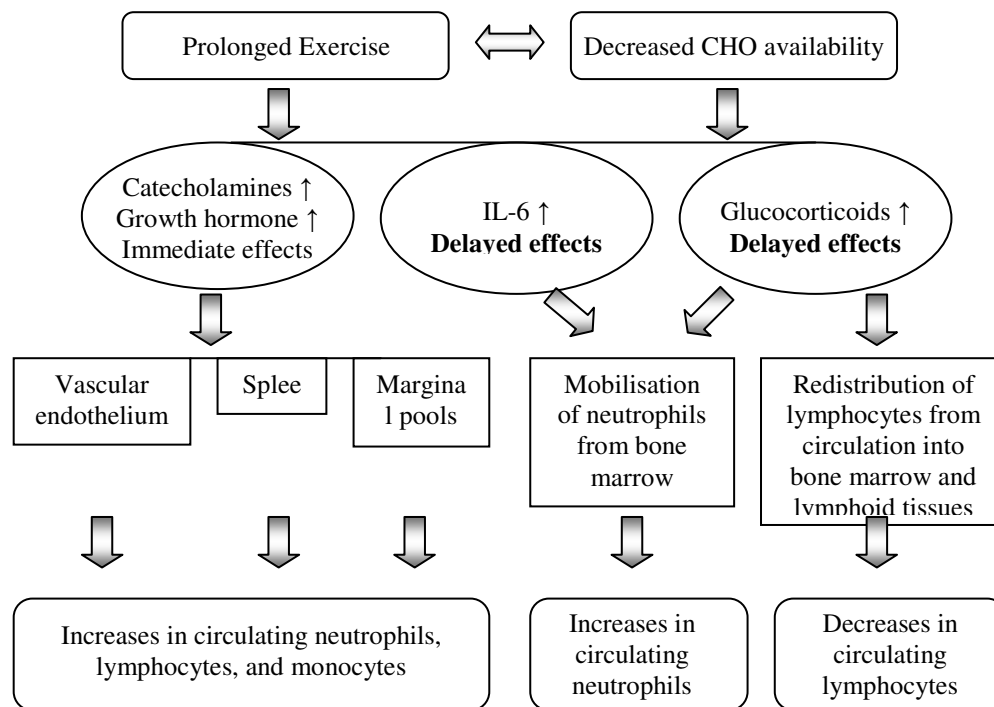 Prolonged Exercise
Decreased CHO availability
Catecholamines ↑
Growth hormone ↑
Immediate effects
IL-6 ↑
Delayed effects
Glucocorticoids ↑
Delayed effects
Vascular
endothelium
Splee
Margina
l pools
Mobilisation
of neutrophils
from bone
marrow
Redistribution of
lymphocytes from
circulation into
bone marrow and
lymphoid tissues
Increases in circulating neutrophils,
lymphocytes, and monocytes
Increases in
circulating
neutrophils
Decreases in
circulating
lymphocytes